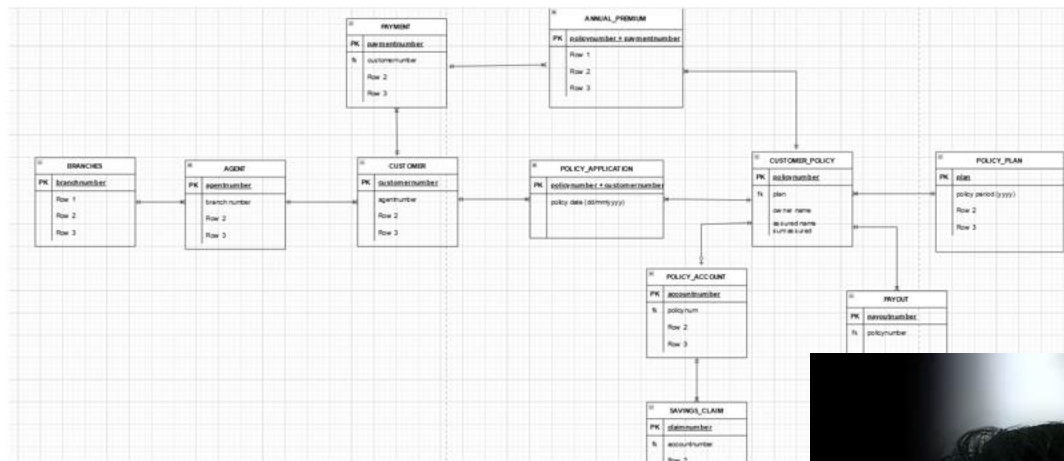 PAYMENT
PK paymentnumber
fk customernumber
Row 2
Row 3
ANNUAL_PREMIUM
PK policynumber + paymentnumber
Row 1
Row 2
Row 3
BRANCHES
PK branchnumber
Row 1
Row 2
Row 3
AGENT
PK agentnumber
branch number
Row 2
Row 3
CUSTOMER
PK customernumber
agentnumber
Row 2
Row 3
POLICY_APPLICATION
policynumber + customernumber
policy date (dd/mm/yyyy)
CUSTOMER_POLICY
PK policynumber
fk plan
owner name
assured name
sum assured
POLICY_PLAN
PK plan
policy period (yyyy)
Row 2
Row 3
POLICY_ACCOUNT
PK accountnumber
fk policynum
Row 2
Row 3
PAYOUT
PK payoutnumber
fk policynumber
SAVINGS_CLAIM
PK claimnumber
fk accountnumber